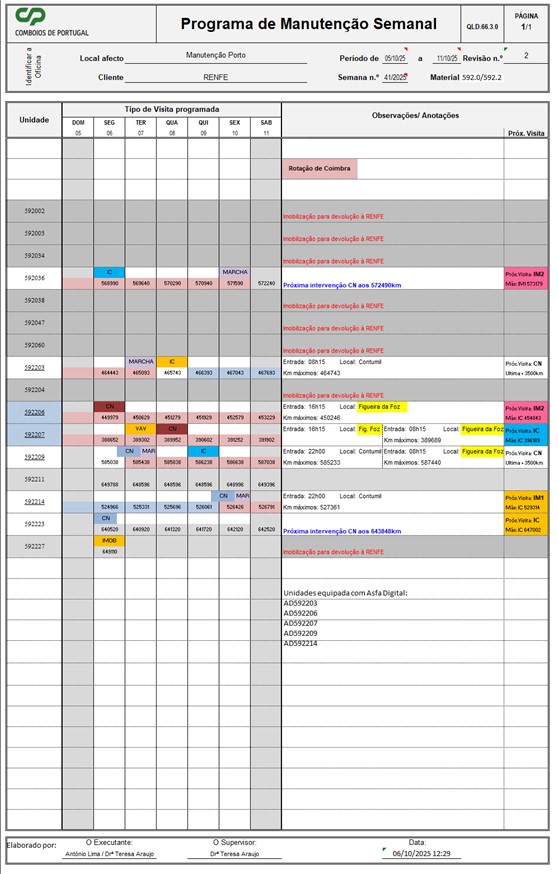 CP
COMBOIOS DE PORTUGAL
Programa de Manutenção Semanal
QLD.66.3.0
PÁGINA
1/1
Identificar a Oficina
Local afecto Manutenção Porto
Período de 05/10/25 a 11/10/25 Revisão n.º 2
Cliente RENFE
Semana n.º 41/2025 Material 592.0/592.2
Unidade Tipo de Visita programada Observações/ Anotações Próx. Visita
DOM SEG TER QUA QUI SEX SAB
05 06 07 08 09 10 11
Rotação de Coimbra
592002 Imobilização para devolução à RENFE
592005 Imobilização para devolução à RENFE
592034 Imobilização para devolução à RENFE
592036 IC MARCHA Próx.Visita: IM2
568990 569640 570290 570940 571590 572240 Próxima intervenção CN aos 572490km Máx: IM1 573179
592038 Imobilização para devolução à RENFE
592047 Imobilização para devolução à RENFE
592060 Imobilização para devolução à RENFE
592203 MARCHA IC Entrada: 08h15 Local: Contumil Próx.Visita: CN
464443 465093 465743 466393 467043 467693 Km máximos: 464743 Ultima + 3500km
592204 Imobilização para devolução à RENFE
592206 CN Entrada: 16h15 Local: Figueira da Foz Próx.Visita: IM2
449979 450629 451279 451929 452579 453229 Km máximos: 450246 Máx: IC 454043
592207 VAV CN Entrada: 16h15 Local: Fig. Foz Entrada: 08h15 Local: Figueira da Foz Próx.Visita: IC
388652 389302 389952 390602 391252 391902 Km máximos: 389689 Máx: IC 396189
592209 CN MAR IC Entrada: 22h00 Local: Contumil Entrada: 08h15 Local: Figueira da Foz Próx.Visita: CN
585038 585438 585838 586238 586638 587038 Km máximos: 585233 Km máximos: 587440 Ultima + 3500km
592211
648788 648596 648596 648896 648996 649396
592214 CN MAR Entrada: 22h00 Local: Contumil Próx.Visita: IM1
524966 525331 525696 526061 526426 526791 Km máximos: 527361 Máx: IC 529314
592223 CN Próx.Visita: IC
640520 640920 641320 641720 642120 642520 Próxima intervenção CN aos 643848km Máx: IC 647002
592227 IMOB
649110 Imobilização para devolução à RENFE
Unidades equipada com Asfa Digital:
AD592203
AD592206
AD592207
AD592209
AD592214
Elaborado por: O Executante: O Supervisor: Data:
António Lima / Drª Teresa Araujo Drª Teresa Araujo 06/10/2025 12:29